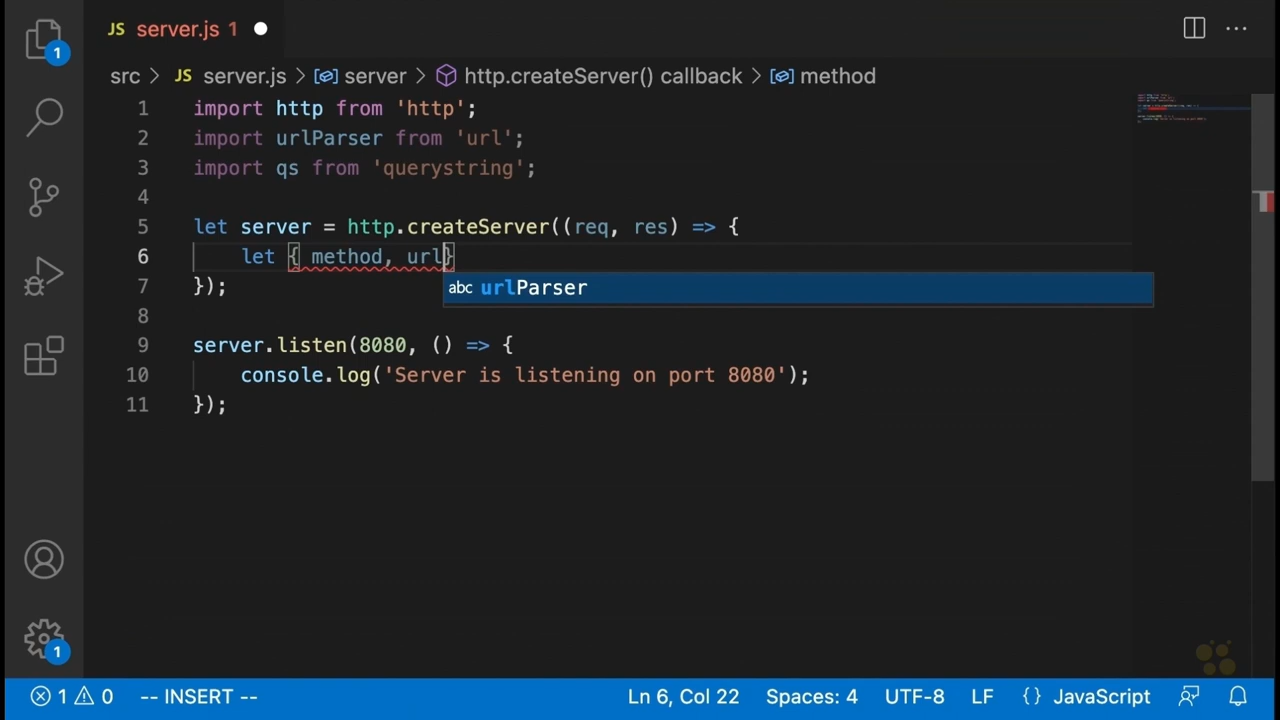 JS server.js 1
src > JS server.js > server > http.createServer() callback > method
1 import http from 'http';
2 import urlParser from 'url';
3 import qs from 'querystring';
4
5 let server = http.createServer((req, res) => {
6 let { method, url}
abc urlParser
7 });
8
9 server.listen(8080, () => {
10 console.log('Server is listening on port 8080');
11 });
1
1
1 0 -- INSERT -- Ln 6, Col 22 Spaces: 4 UTF-8 LF {} JavaScript